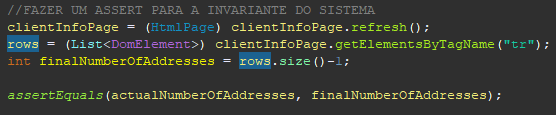 //FAZER UM ASSERT PARA A INVARIANTE DO SISTEMA
clientInfoPage = (HtmlPage) clientInfoPage.refresh();
rows = (List<DomElement>) clientInfoPage.getElementsByTagName("tr");
int finalNumberOfAddresses = rows.size()-1;
assertEquals(actualNumberOfAddresses, finalNumberOfAddresses);